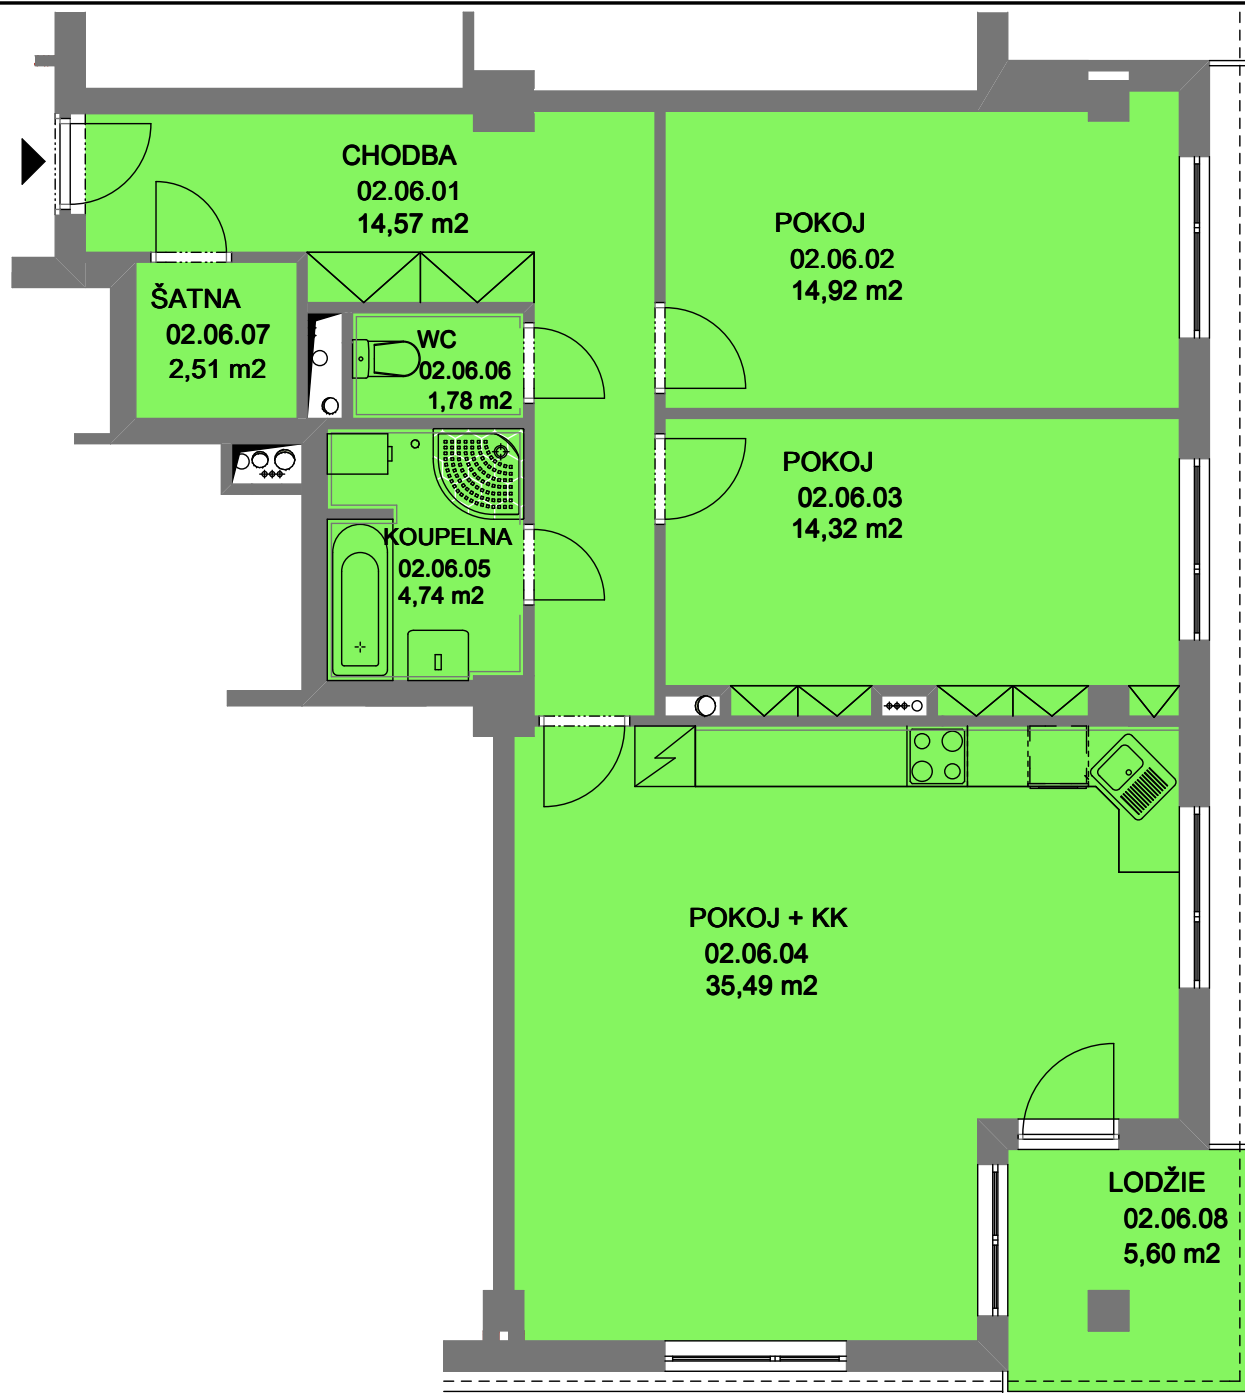 CHODBA
02.06.01
14,57 m2
POKOJ
02.06.02
14,92 m2
ŠATNA
02.06.07
2,51 m2
WC
02.06.06
1,78 m2
POKOJ
02.06.03
14,32 m2
KOUPELNA
02.06.05
4,74 m2
POKOJ + KK
02.06.04
35,49 m2
LODŽIE
02.06.08
5,60 m2